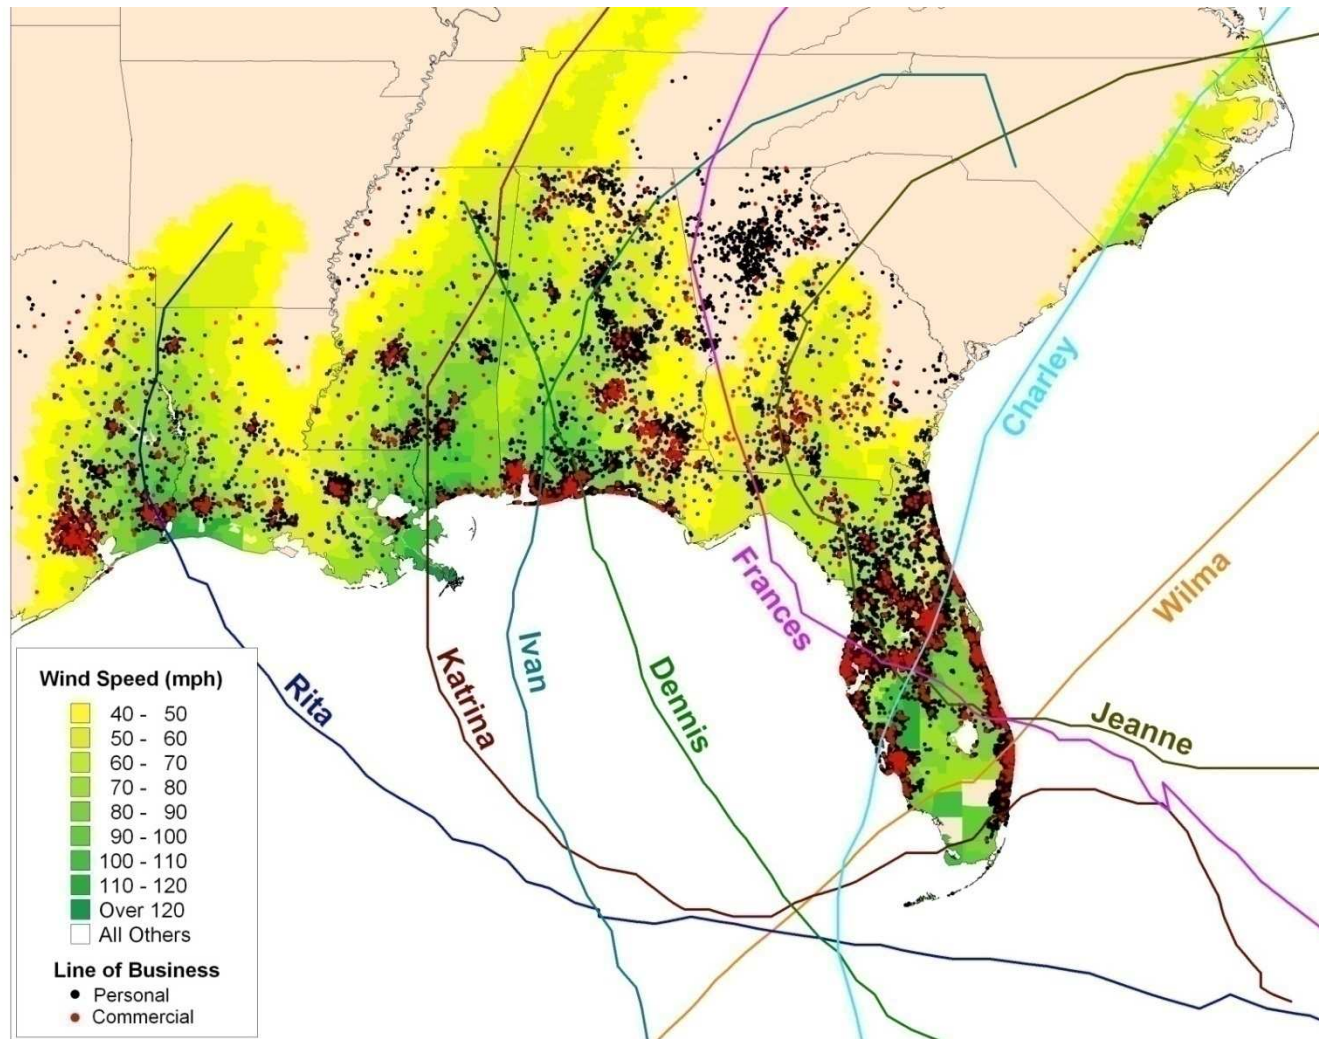 Charley
Wilma
Frances
Ivan
Katrina
Dennis
Rita
Jeanne
Wind Speed (mph)
40 - 50
50 - 60
60 - 70
70 - 80
80 - 90
90 - 100
100 - 110
110 - 120
Over 120
All Others
Line of Business
Personal
Commercial